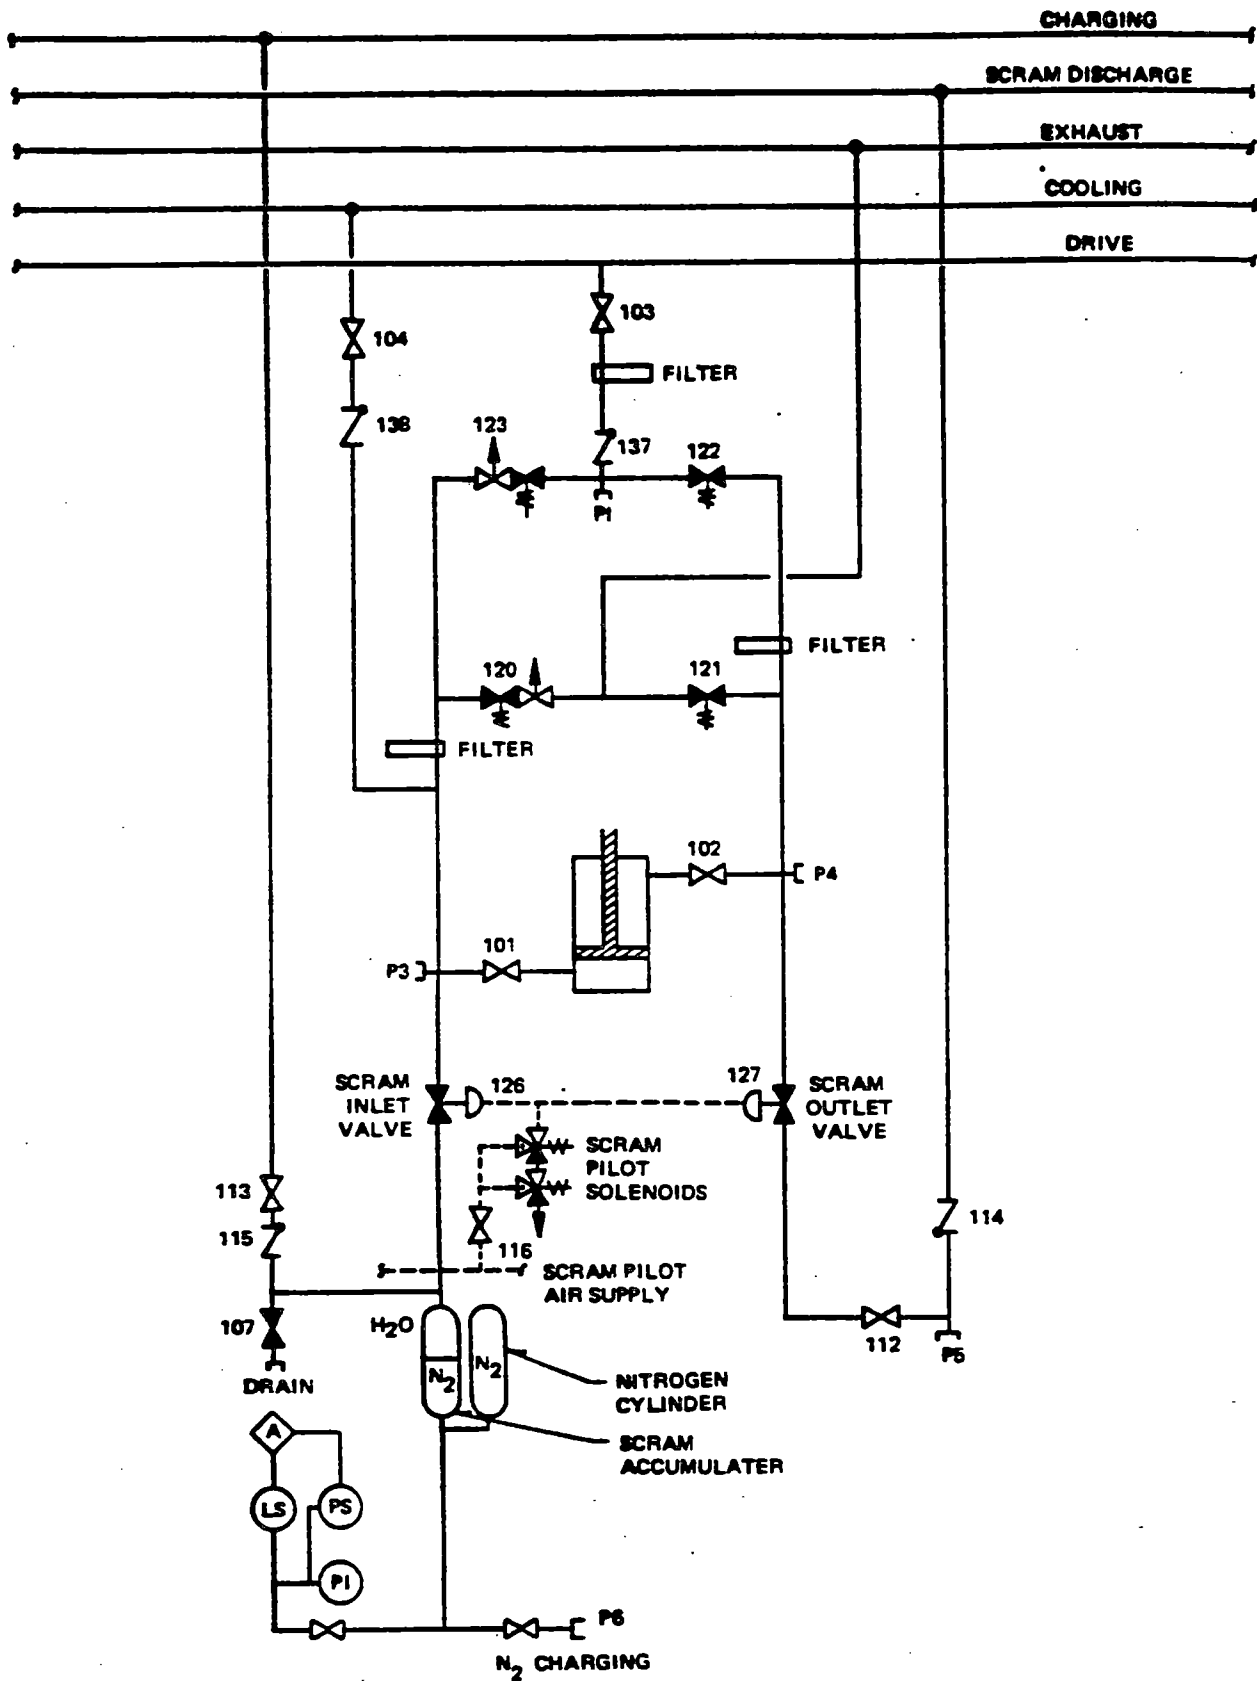 CHARGING
SCRAM DISCHARGE
EXHAUST
COOLING
DRIVE
103
104
FILTER
138
123
137
122
P1
FILTER
120
121
FILTER
102
P4
101
P3
SCRAM
INLET
VALVE
126
127
SCRAM
OUTLET
VALVE
SCRAM
PILOT
SOLENOIDS
113
115
114
116
SCRAM PILOT
AIR SUPPLY
107
H2O
N2
N2
112
P5
DRAIN
NITROGEN
CYLINDER
A
SCRAM
ACCUMULATER
LS
PS
PI
P6
N2 CHARGING